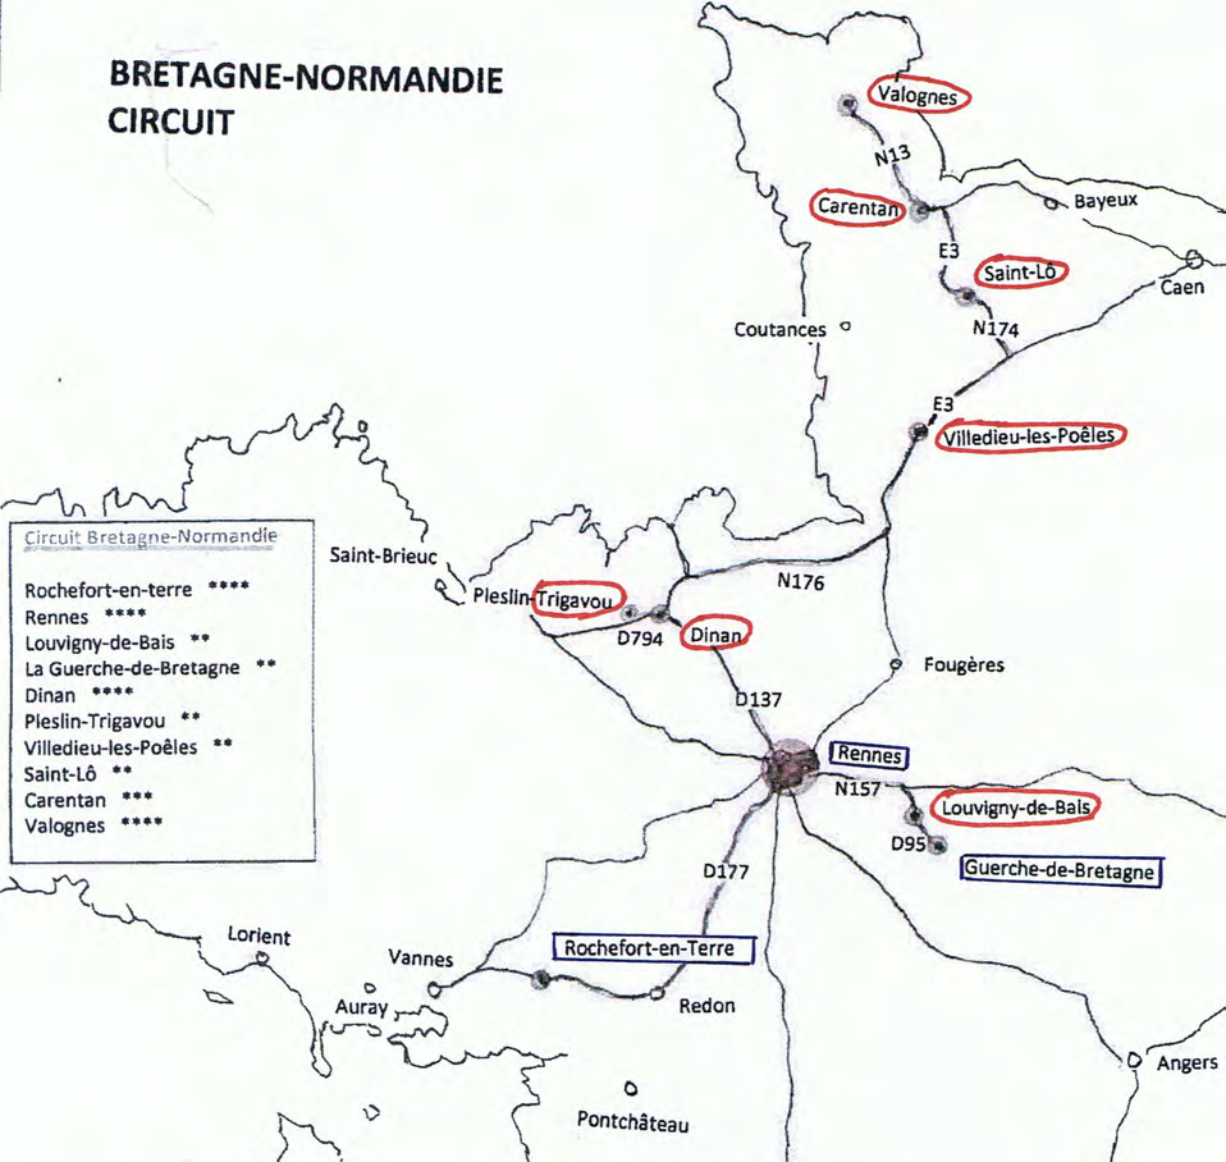 BRETAGNE-NORMANDIE
CIRCUIT
Valognes
N13
Carentan
Bayeux
E3
Saint-Lô
Caen
Coutances
N174
E3
Villedieu-les-Poêles
Circuit Bretagne-Normandie
Rochefort-en-terre ****
Rennes ****
Louvigny-de-Bais **
La Guerche-de-Bretagne **
Dinan ****
Pleslin-Trigavou **
Villedieu-les-Poêles **
Saint-Lô **
Carentan ***
Valognes ****
Saint-Brieuc
N176
Pleslin-Trigavou
D794
Dinan
Fougères
D137
Rennes
N157
Louvigny-de-Bais
D95
Guerche-de-Bretagne
D177
Rochefort-en-Terre
Lorient
Vannes
Auray
Redon
Angers
Pontchâteau